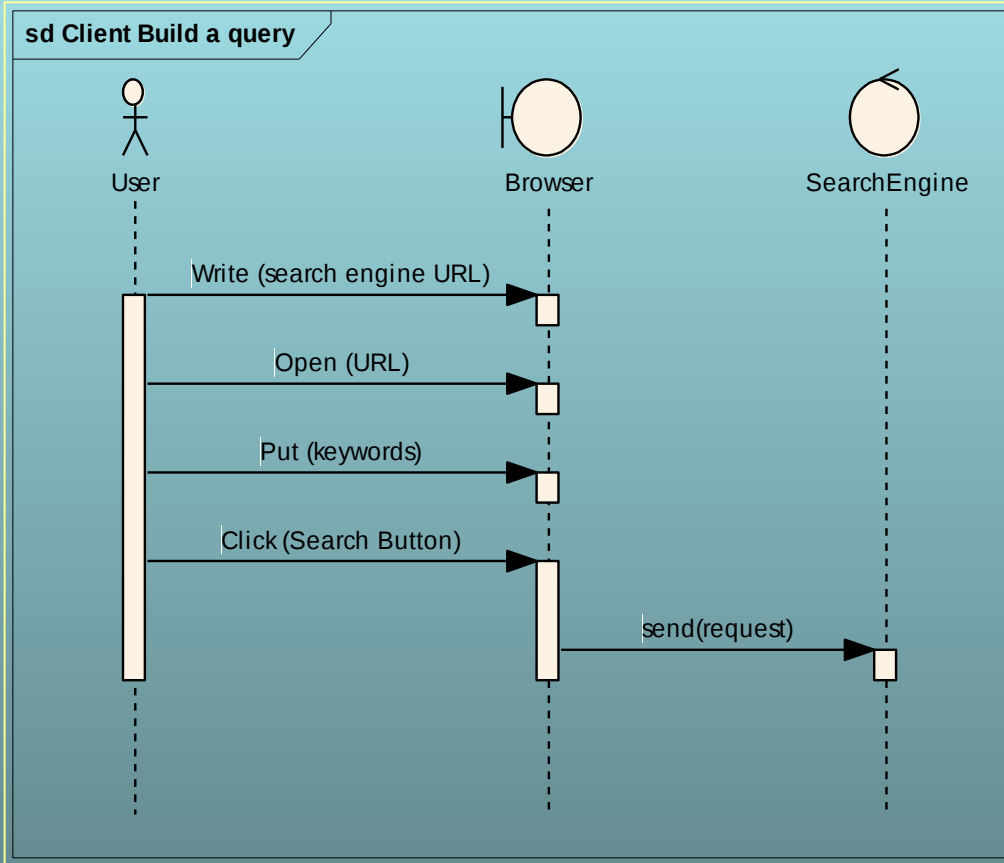 sd Client Build a query
User
Browser
SearchEngine
Write (search engine URL)
Open (URL)
Put (keywords)
Click (Search Button)
send(request)